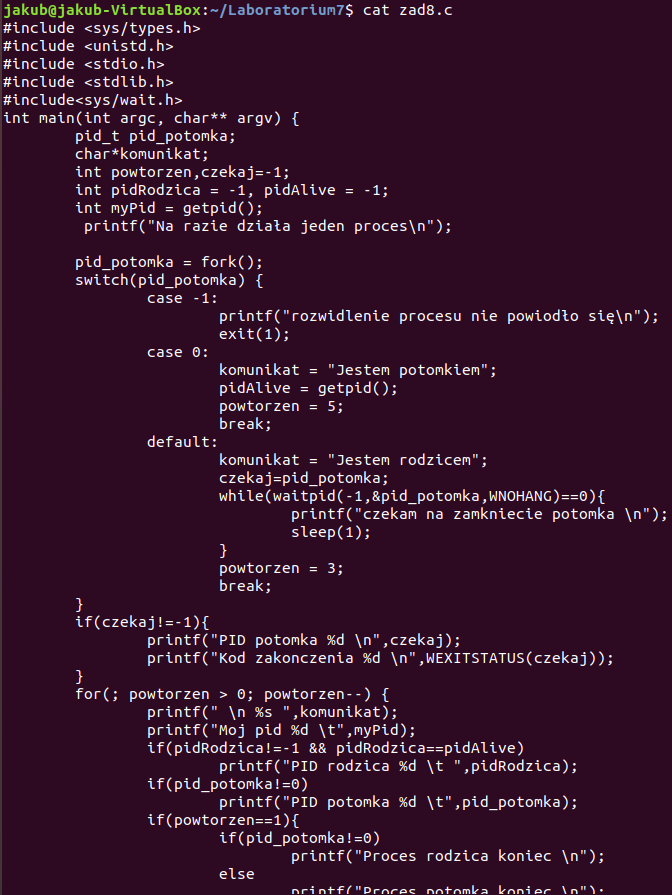 jakub@jakub-VirtualBox:~/Laboratorium7$ cat zad8.c
#include <sys/types.h>
#include <unistd.h>
#include <stdio.h>
#include <stdlib.h>
#include<sys/wait.h>
int main(int argc, char** argv) {
        pid_t pid_potomka;
        char*komunikat;
        int powtorzen,czekaj=-1;
        int pidRodzica = -1, pidAlive = -1;
        int myPid = getpid();
         printf("Na razie działa jeden proces\n");

        pid_potomka = fork();
        switch(pid_potomka) {
                case -1:
                        printf("rozwidlenie procesu nie powiodło się\n");
                        exit(1);
                case 0:
                        komunikat = "Jestem potomkiem";
                        pidAlive = getpid();
                        powtorzen = 5;
                        break;
                default:
                        komunikat = "Jestem rodzicem";
                        czekaj=pid_potomka;
                        while(waitpid(-1,&pid_potomka,WNOHANG)==0){
                                printf("czekam na zamkniecie potomka \n");
                                sleep(1);
                        }
                        powtorzen = 3;
                        break;
        }
        if(czekaj!=-1){
                printf("PID potomka %d \n",czekaj);
                printf("Kod zakonczenia %d \n",WEXITSTATUS(czekaj));
        }
        for(; powtorzen > 0; powtorzen--) {
                printf(" \n %s ",komunikat);
                printf("Moj pid %d \t",myPid);
                if(pidRodzica!=-1 && pidRodzica==pidAlive)
                        printf("PID rodzica %d \t ",pidRodzica);
                if(pid_potomka!=0)
                        printf("PID potomka %d \t",pid_potomka);
                if(powtorzen==1){
                        if(pid_potomka!=0)
                                printf("Proces rodzica koniec \n");
                        else
                                printf("Proces potomka koniec \n");